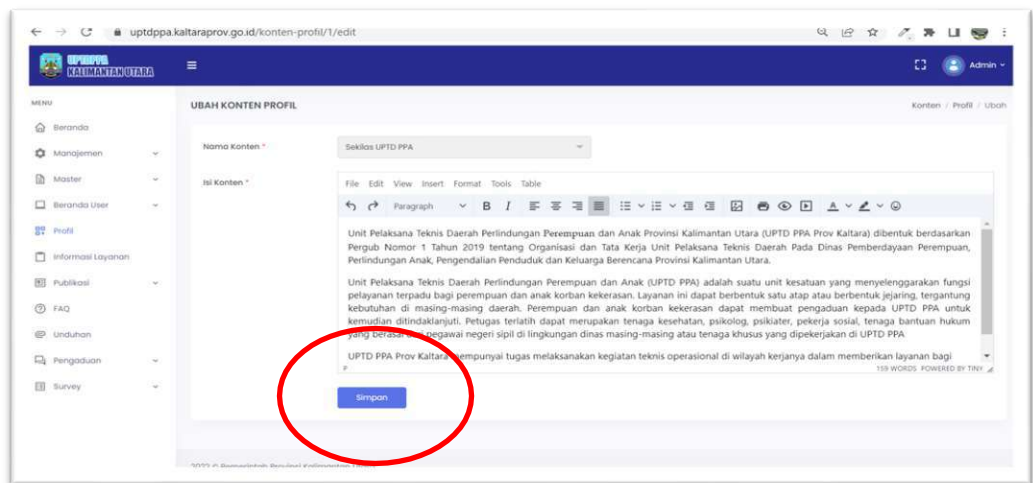 uptdppa.kaltaraprov.go.id/konten-profil/1/edit
UPTDPPA
KALIMANTAN UTARA
Admin
MENU
UBAH KONTEN PROFIL
Konten / Profil / Ubah
Beranda
Manajemen
Master
Beranda User
Profil
Informasi Layanan
Publikasi
FAQ
Unduhan
Pengaduan
Survey
Nama Konten *
Sekilas UPTD PPA
Isi Konten *
File Edit View Insert Format Tools Table
Paragraph B I A
Unit Pelaksana Teknis Daerah Perlindungan Perempuan dan Anak Provinsi Kalimantan Utara (UPTD PPA Prov Kaltara) dibentuk berdasarkan
Pergub Nomor 1 Tahun 2019 tentang Organisasi dan Tata Kerja Unit Pelaksana Teknis Daerah Pada Dinas Pemberdayaan Perempuan,
Perlindungan Anak, Pengendalian Penduduk dan Keluarga Berencana Provinsi Kalimantan Utara.
Unit Pelaksana Teknis Daerah Perlindungan Perempuan dan Anak (UPTD PPA) adalah suatu unit kesatuan yang menyelenggarakan fungsi
pelayanan terpadu bagi perempuan dan anak korban kekerasan. Layanan ini dapat berbentuk satu atap atau berbentuk jejaring, tergantung
kebutuhan di masing-masing daerah. Perempuan dan anak korban kekerasan dapat membuat pengaduan kepada UPTD PPA untuk
kemudian ditindaklanjuti. Petugas terlatih dapat merupakan tenaga kesehatan, psikolog, psikiater, pekerja sosial, tenaga bantuan hukum
yang berasal dari pegawai negeri sipil di lingkungan dinas masing-masing atau tenaga khusus yang dipekerjakan di UPTD PPA
UPTD PPA Prov Kaltara mempunyai tugas melaksanakan kegiatan teknis operasional di wilayah kerjanya dalam memberikan layanan bagi
P
159 WORDS POWERED BY TINY
Simpan
2022 © Pemerintah Provinsi Kalimantan